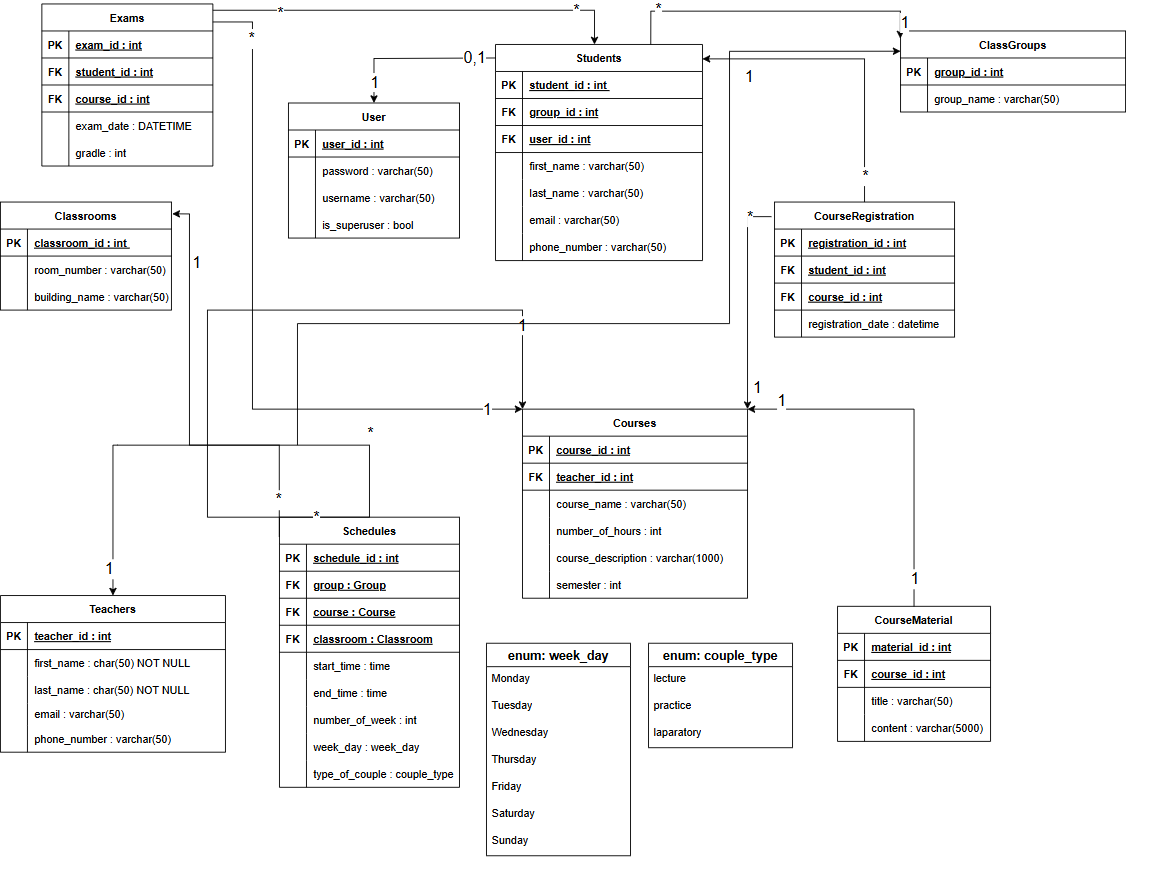 Exams
PK exam_id : int
FK student_id : int
FK course_id : int
exam_date : DATETIME
gradle : int
*
*
*
*
1
0,1
1
1
*
*
1
1
1
1
1
1
*
*
*
1
1
User
PK user_id : int
password : varchar(50)
username : varchar(50)
is_superuser : bool
Students
PK student_id : int
FK group_id : int
FK user_id : int
first_name : varchar(50)
last_name : varchar(50)
email : varchar(50)
phone_number : varchar(50)
ClassGroups
PK group_id : int
group_name : varchar(50)
Classrooms
PK classroom_id : int
room_number : varchar(50)
building_name : varchar(50)
CourseRegistration
PK registration_id : int
FK student_id : int
FK course_id : int
registration_date : datetime
Courses
PK course_id : int
FK teacher_id : int
course_name : varchar(50)
number_of_hours : int
course_description : varchar(1000)
semester : int
Teachers
PK teacher_id : int
first_name : char(50) NOT NULL
last_name : char(50) NOT NULL
email : varchar(50)
phone_number : varchar(50)
Schedules
PK schedule_id : int
FK group : Group
FK course : Course
FK classroom : Classroom
start_time : time
end_time : time
number_of_week : int
week_day : week_day
type_of_couple : couple_type
enum: week_day
Monday
Tuesday
Wednesday
Thursday
Friday
Saturday
Sunday
enum: couple_type
lecture
practice
laparatory
CourseMaterial
PK material_id : int
FK course_id : int
title : varchar(50)
content : varchar(5000)